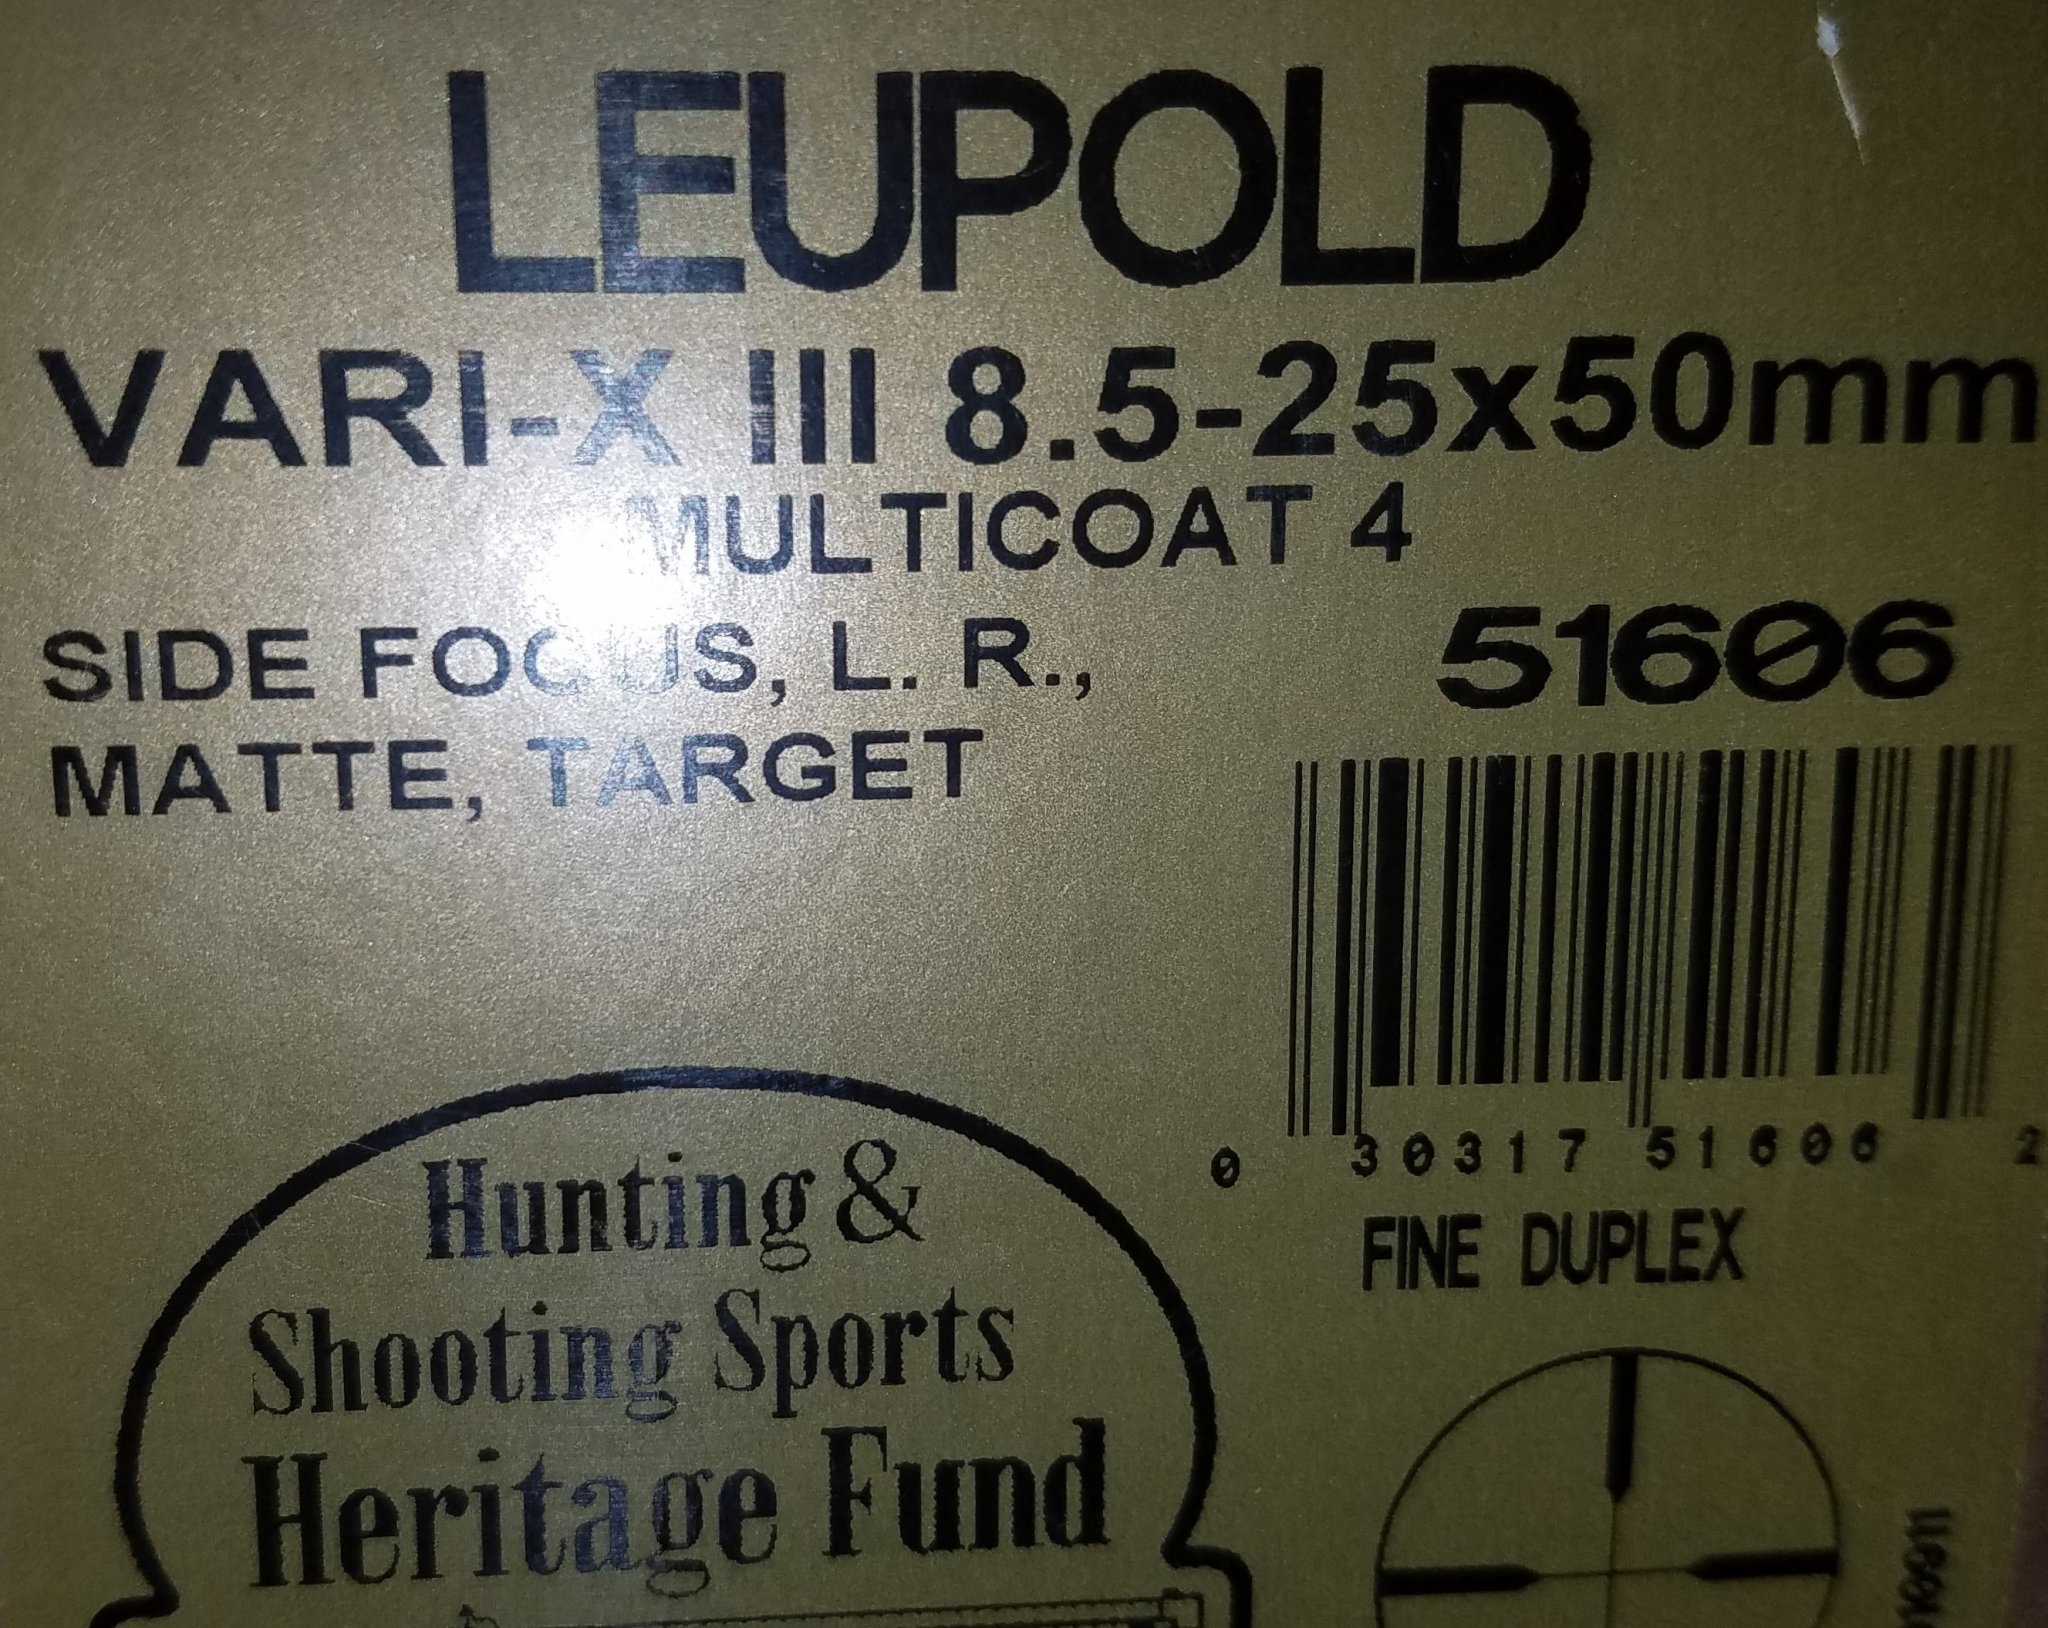 LEUPOLD
VARI-X III 8.5-25x50mm
MULTICOAT 4
SIDE FOCUS, L. R.,
MATTE, TARGET
51606
0 30317 51606 2
FINE DUPLEX
Hunting &
Shooting Sports
Heritage Fund